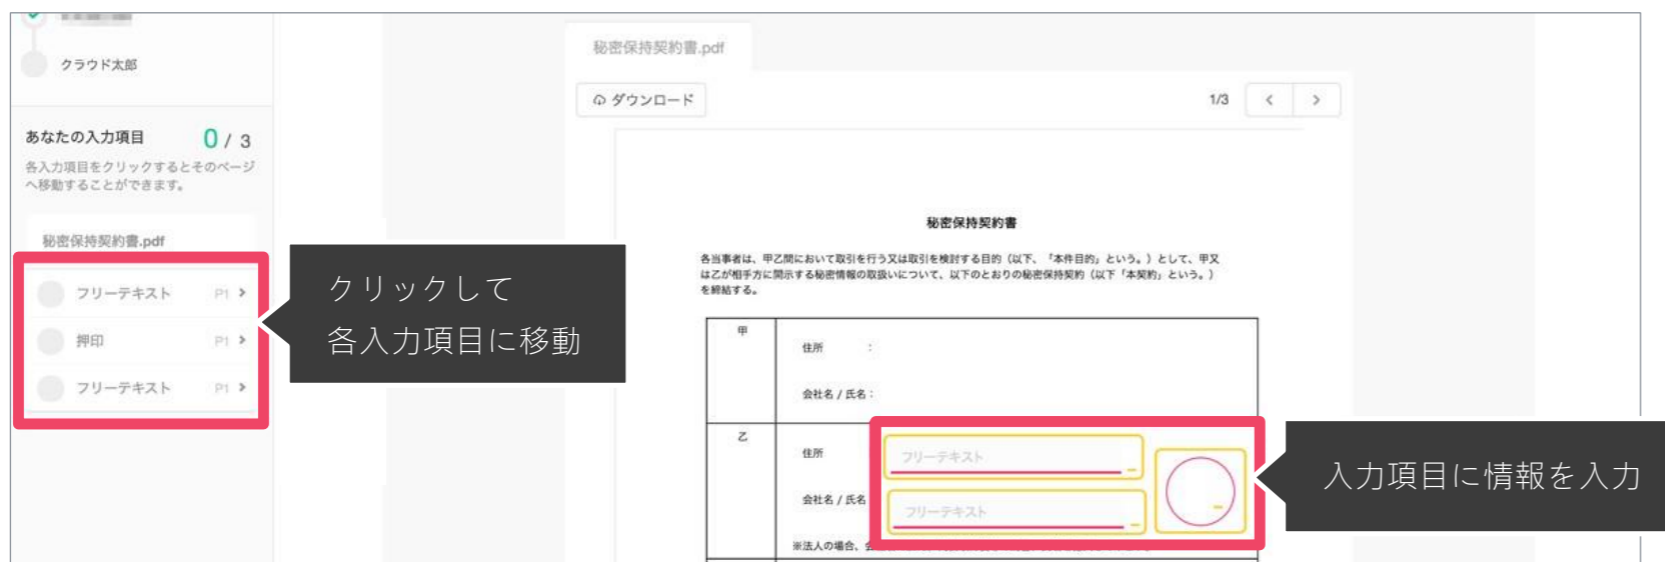 クラウド太郎
あなたの入力項目 0 / 3
各入力項目をクリックするとそのページ
へ移動することができます。
秘密保持契約書.pdf
フリーテキスト P1 >
押印 P1 >
フリーテキスト P1 >
クリックして
各入力項目に移動
秘密保持契約書.pdf
ダウンロード
1/3 < >
秘密保持契約書
各当事者は、甲乙間において取引を行う又は取引を検討する目的（以下、「本件目的」という。）として、甲又
は乙が相手方に開示する秘密情報の取扱いについて、以下のとおりの秘密保持契約（以下「本契約」という。）
を締結する。
甲
住所 ：
会社名 / 氏名：
乙
住所
フリーテキスト
会社名 / 氏名
フリーテキスト
※法人の場合、
入力項目に情報を入力